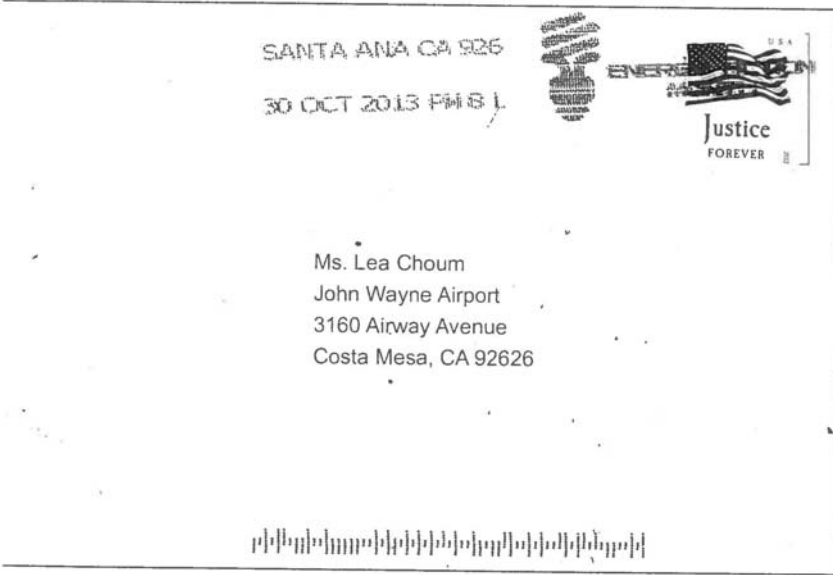 SANTA ANA CA 926
30 OCT 2013 PM 8 L
USA
Justice
FOREVER
Ms. Lea Choum
John Wayne Airport
3160 Airway Avenue
Costa Mesa, CA 92626